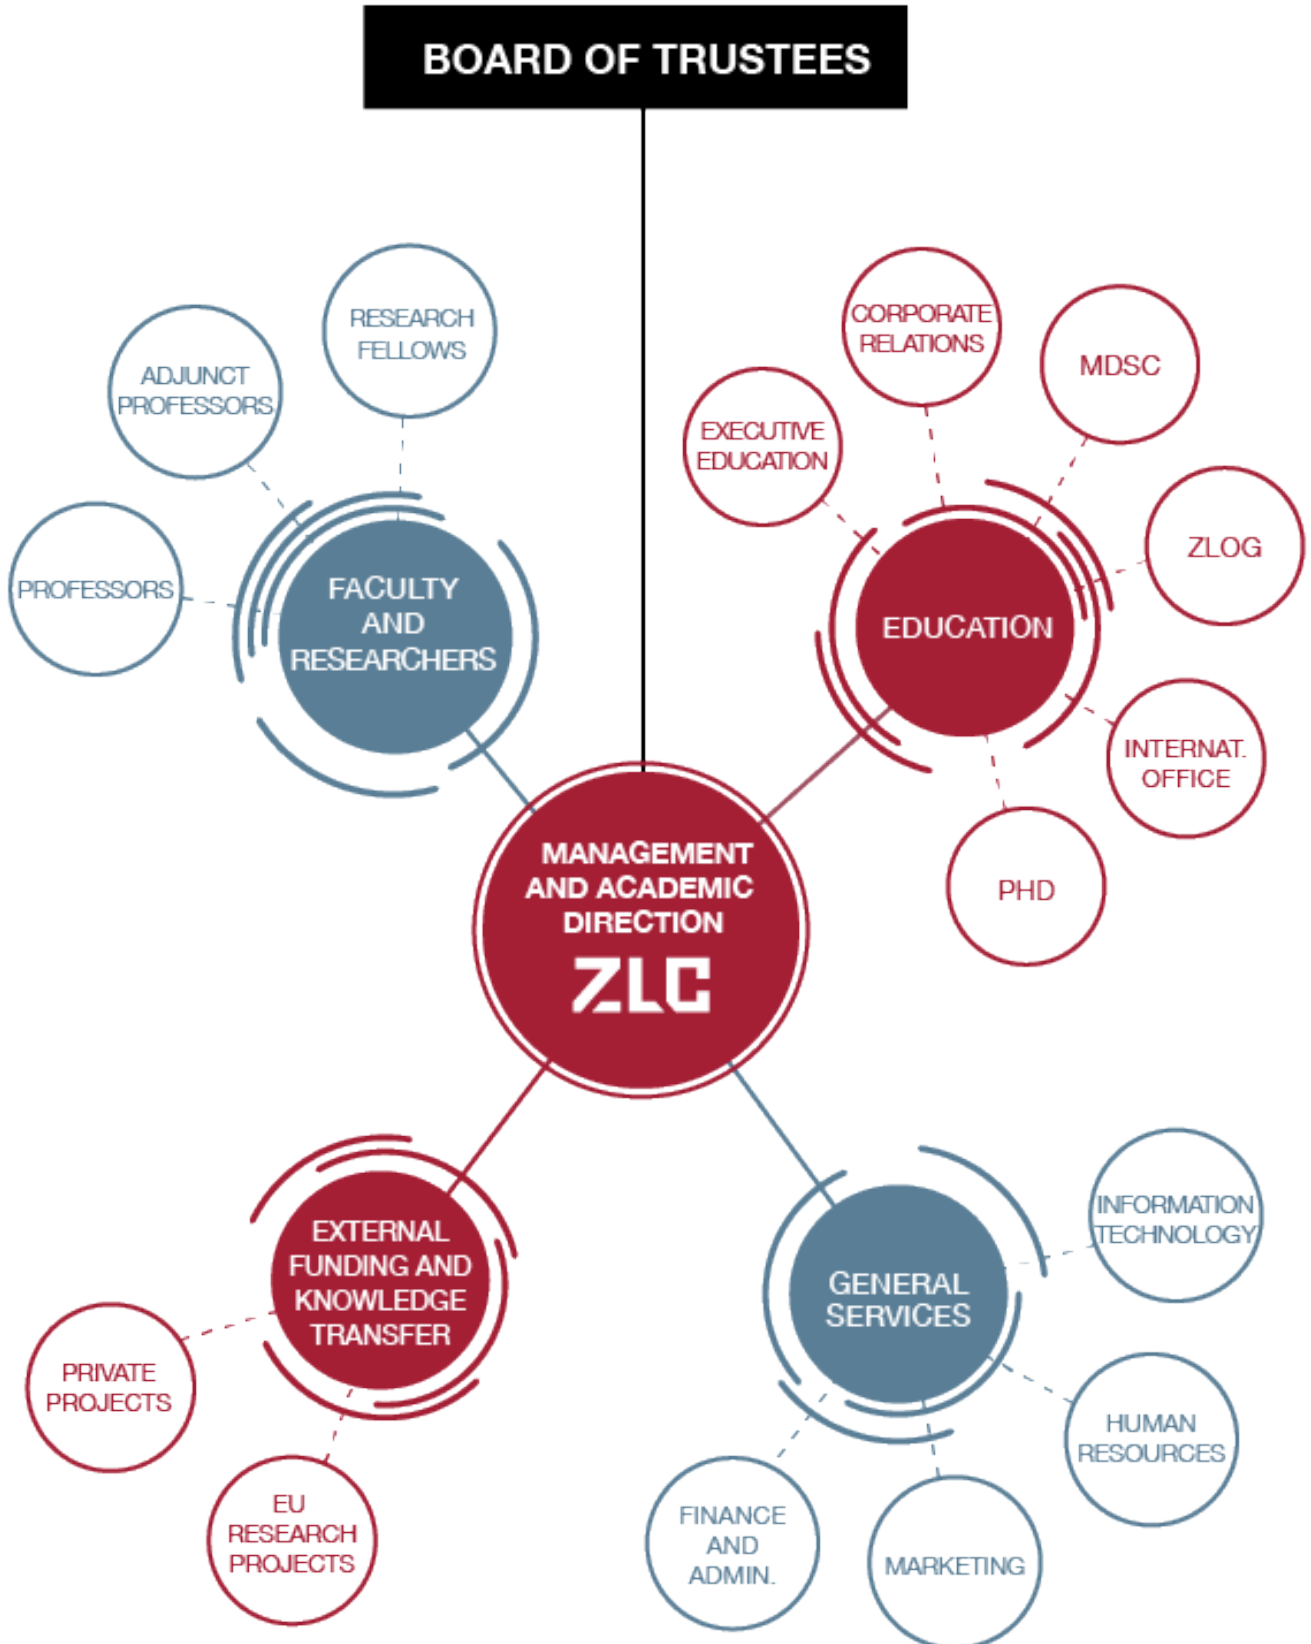 BOARD OF TRUSTEES
RESEARCH
FELLOWS
ADJUNCT
PROFESSORS
PROFESSORS
FACULTY
AND
RESEARCHERS
CORPORATE
RELATIONS
MDSC
EXECUTIVE
EDUCATION
ZLOG
EDUCATION
INTERNAT.
OFFICE
PHD
MANAGEMENT
AND ACADEMIC
DIRECTION
ZLC
EXTERNAL
FUNDING AND
KNOWLEDGE
TRANSFER
PRIVATE
PROJECTS
EU
RESEARCH
PROJECTS
GENERAL
SERVICES
INFORMATION
TECHNOLOGY
HUMAN
RESOURCES
FINANCE
AND
ADMIN.
MARKETING